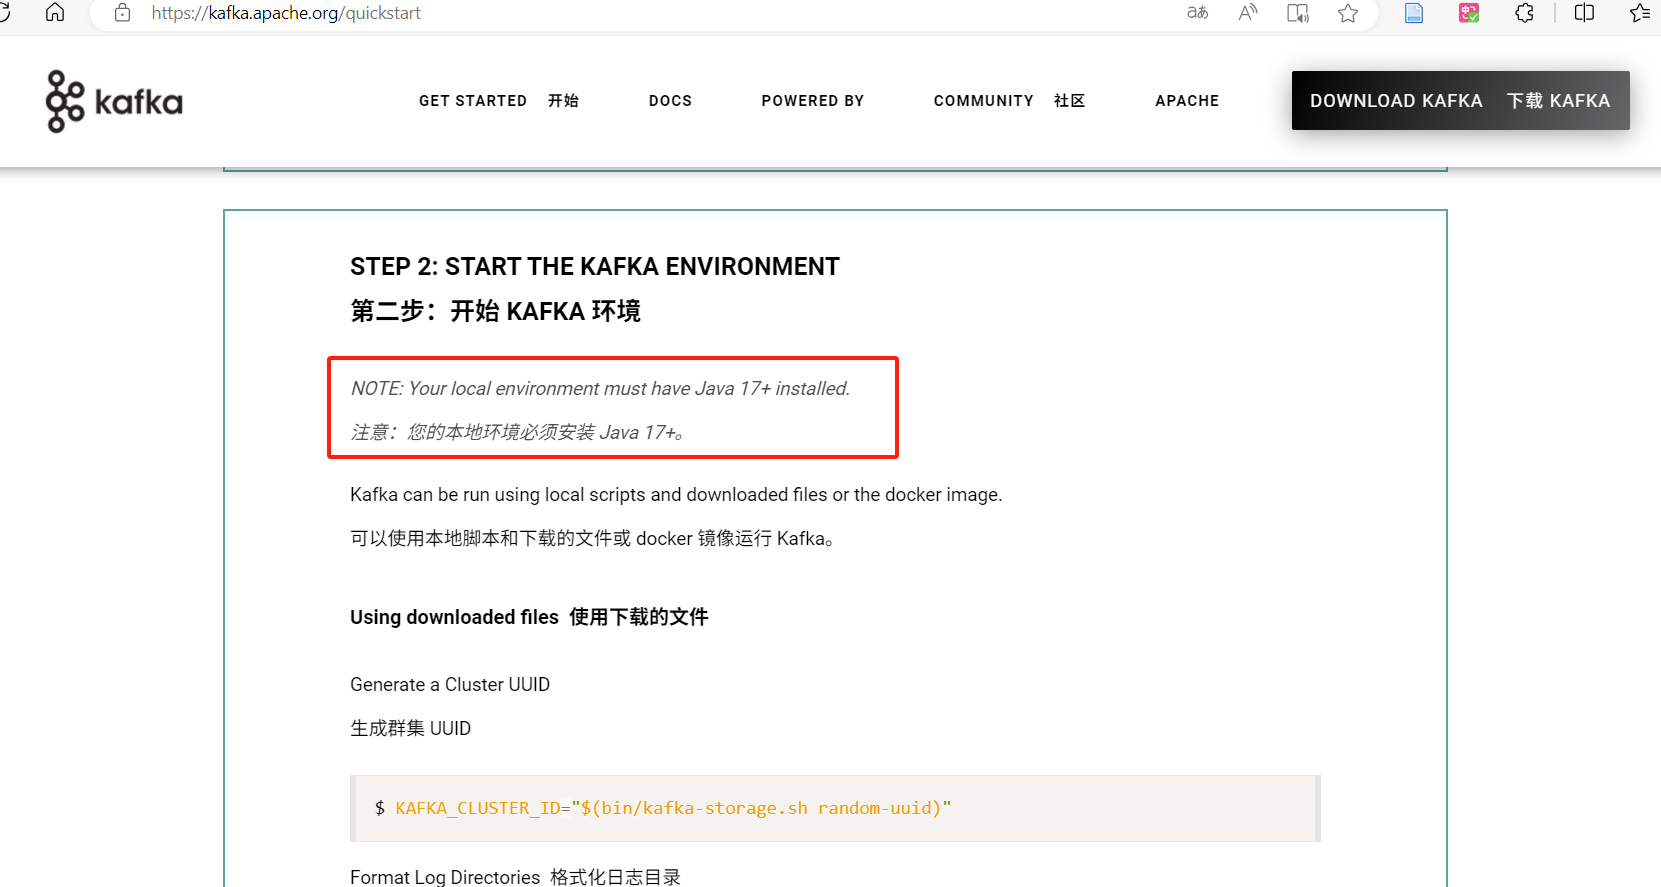 https://kafka.apache.org/quickstart
kafka
GET STARTED 开始 DOCS POWERED BY COMMUNITY 社区 APACHE DOWNLOAD KAFKA 下载 KAFKA
STEP 2: START THE KAFKA ENVIRONMENT
第二步：开始 KAFKA 环境
NOTE: Your local environment must have Java 17+ installed.
注意：您的本地环境必须安装 Java 17+。
Kafka can be run using local scripts and downloaded files or the docker image.
可以使用本地脚本和下载的文件或 docker 镜像运行 Kafka。
Using downloaded files 使用下载的文件
Generate a Cluster UUID
生成群集 UUID
$ KAFKA_CLUSTER_ID="$(bin/kafka-storage.sh random-uuid)"
Format Log Directories 格式化日志目录